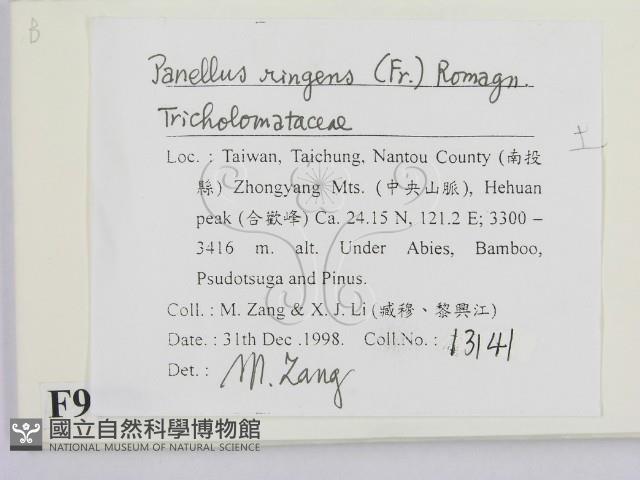 B
Panellus ringens (Fr.) Romagn.
Tricholomataceae
土
Loc. : Taiwan, Taichung, Nantou County (南投
縣) Zhongyang Mts. (中央山脈), Hehuan
peak (合歡峰) Ca. 24.15 N, 121.2 E; 3300 –
3416 m. alt. Under Abies, Bamboo,
Psudotsuga and Pinus.
Coll. : M. Zang & X. J. Li (臧穆、黎興江)
Date. : 31th Dec .1998. Coll.No. : 13141
Det. : M. Zang
F9
國立自然科學博物館
NATIONAL MUSEUM OF NATURAL SCIENCE